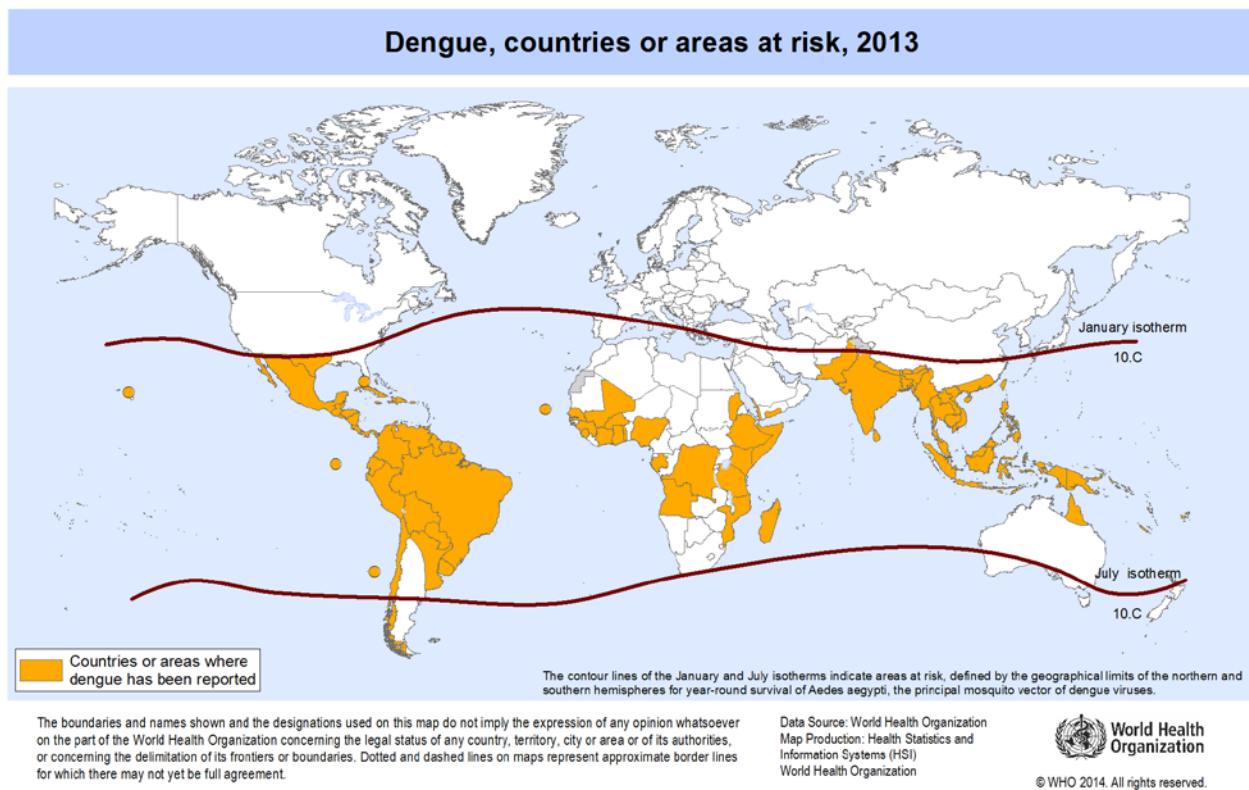 Dengue, countries or areas at risk, 2013
January isotherm
10.C
July isotherm
10.C
Countries or areas where
dengue has been reported
The contour lines of the January and July isotherms indicate areas at risk, defined by the geographical limits of the northern and
southern hemispheres for year-round survival of Aedes aegypti, the principal mosquito vector of dengue viruses.
The boundaries and names shown and the designations used on this map do not imply the expression of any opinion whatsoever
on the part of the World Health Organization concerning the legal status of any country, territory, city or area or of its authorities,
or concerning the delimitation of its frontiers or boundaries. Dotted and dashed lines on maps represent approximate border lines
for which there may not yet be full agreement.
Data Source: World Health Organization
Map Production: Health Statistics and
Information Systems (HSI)
World Health Organization
World Health
Organization
© WHO 2014. All rights reserved.